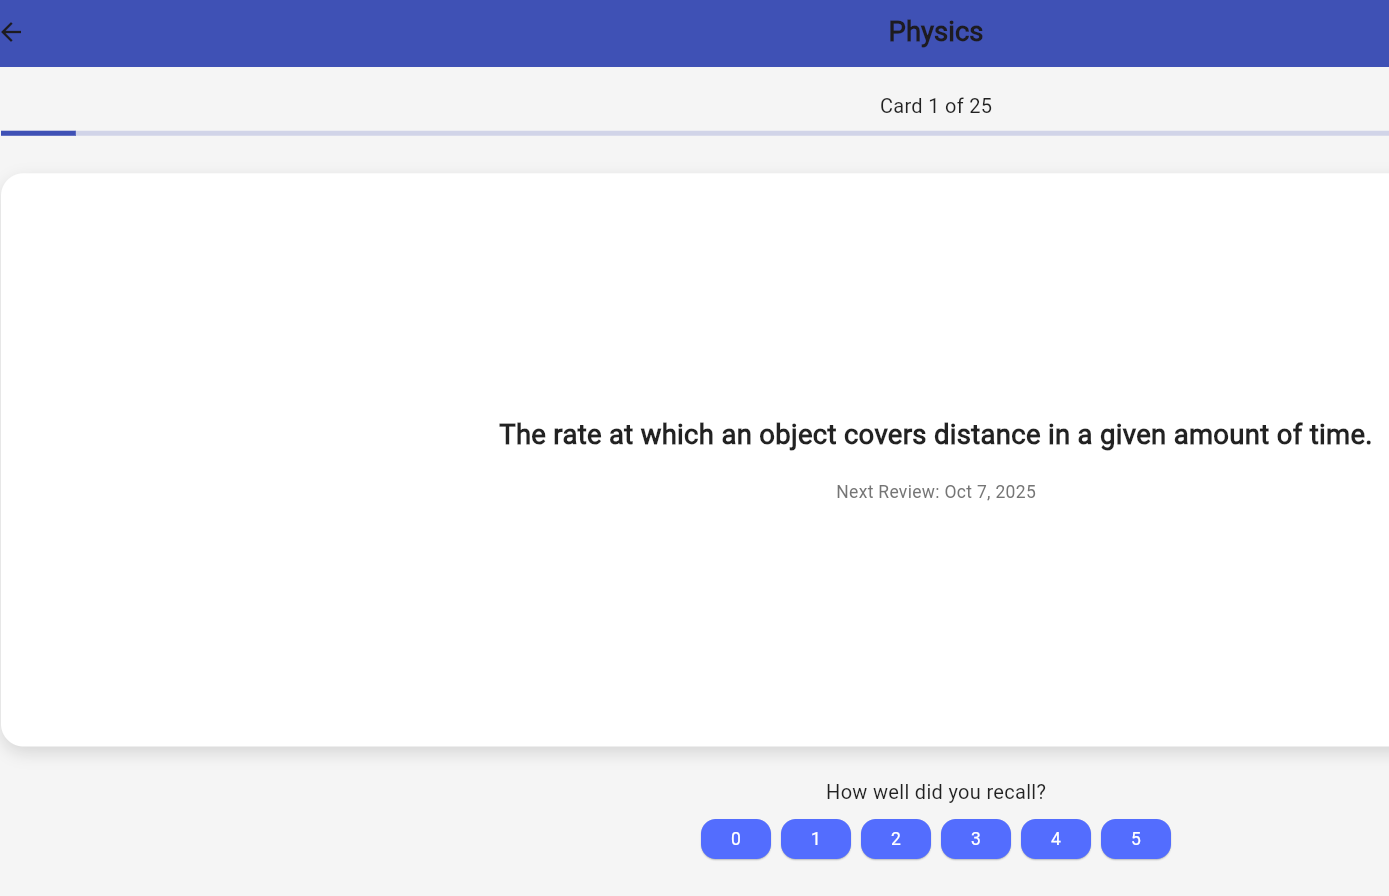 Physics
Card 1 of 25
The rate at which an object covers distance in a given amount of time.
Next Review: Oct 7, 2025
How well did you recall?
0 1 2 3 4 5